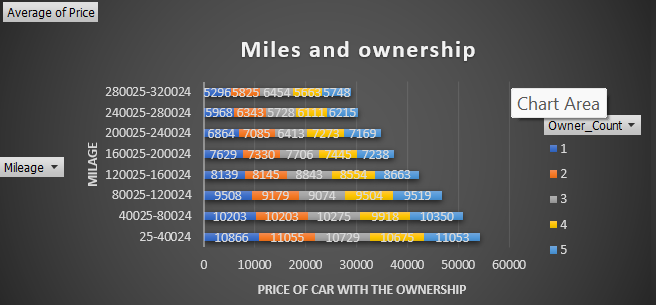 Average of Price
Miles and ownership
280025-320024 5296 5825 6454 5663 5748
240025-280024 5968 6343 5728 6111 6215
200025-240024 6864 7085 6413 7273 7169
160025-200024 7629 7330 7706 7445 7238
120025-160024 8139 8145 8843 8554 8663
80025-120024 9508 9179 9074 9504 9519
40025-80024 10203 10203 10275 9918 10350
25-40024 10866 11055 10729 10675 11053
0 10000 20000 30000 40000 50000 60000
MILAGE
PRICE OF CAR WITH THE OWNERSHIP
Mileage
Chart Area
Owner_Count
1
2
3
4
5